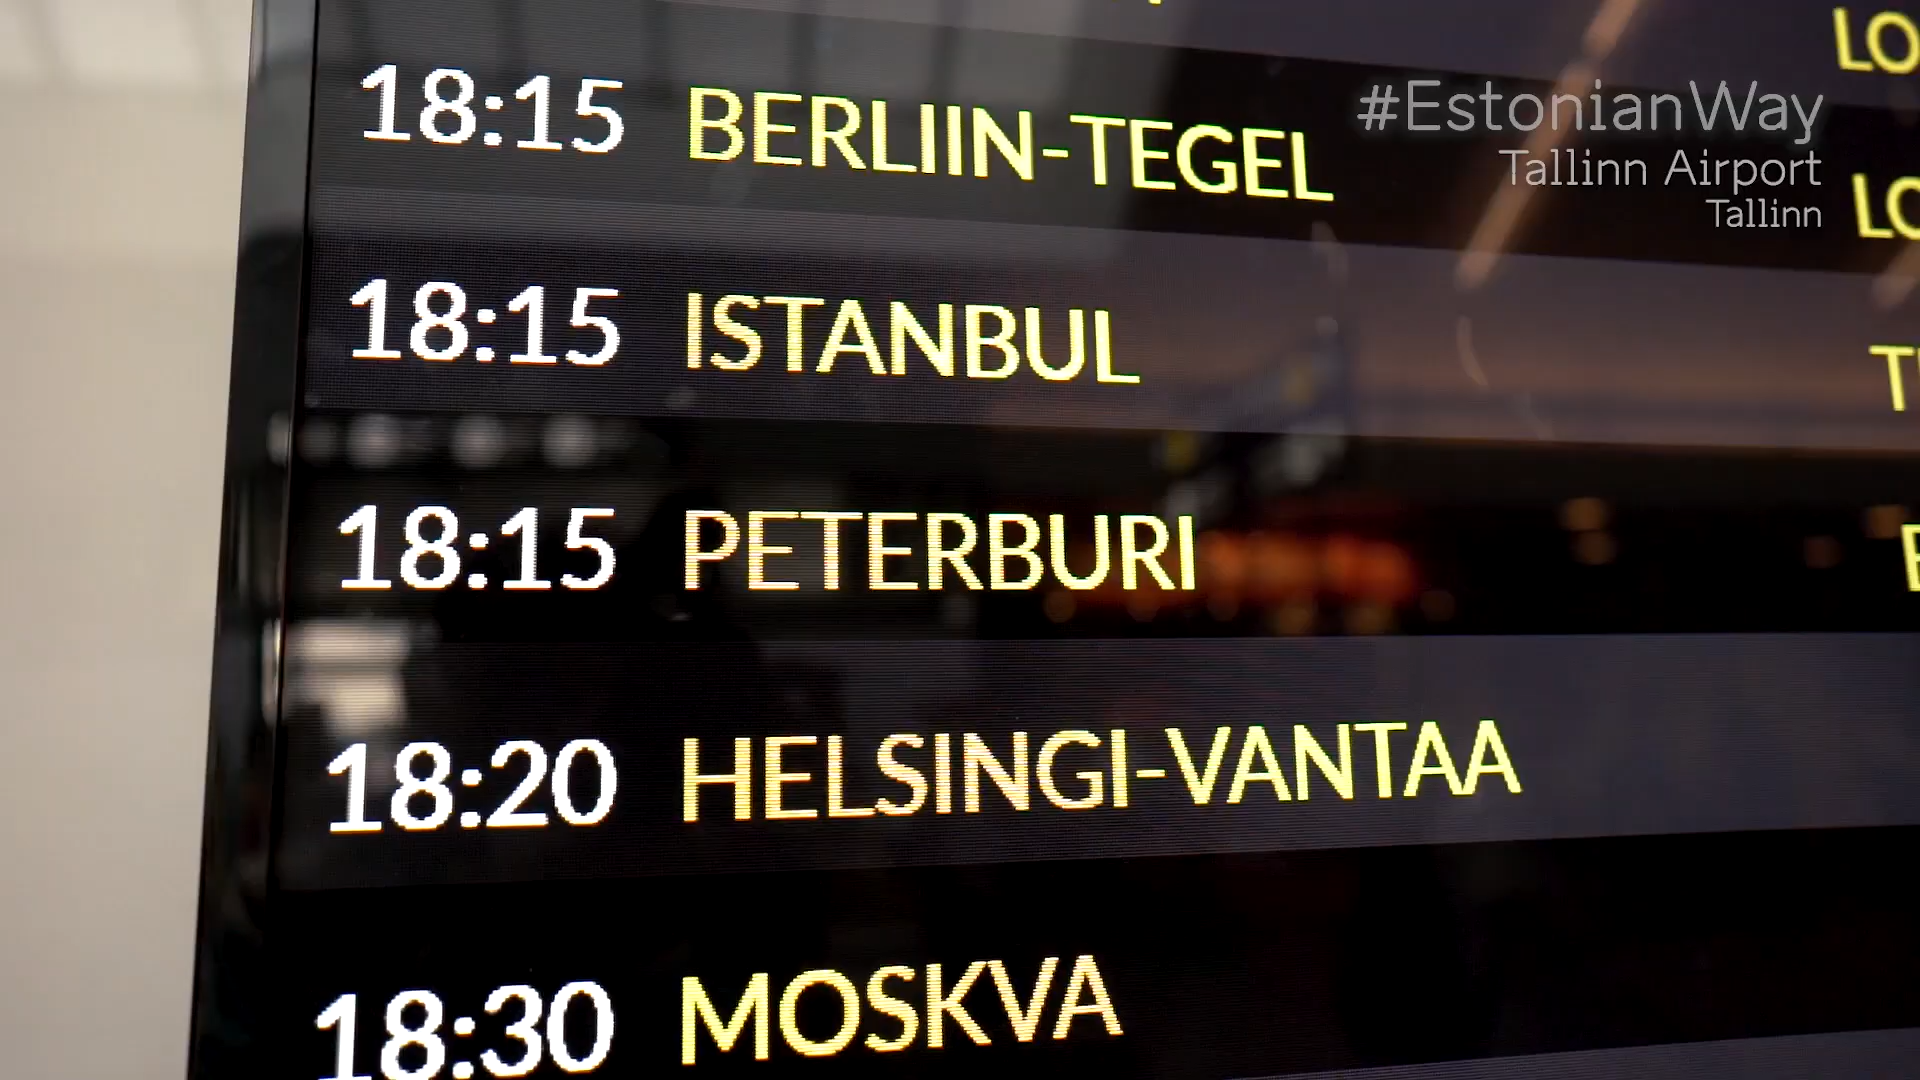 #EstonianWay
Tallinn Airport
Tallinn
18:15 BERLIIN-TEGEL
18:15 ISTANBUL
18:15 PETERBURI
18:20 HELSINGI-VANTAA
18:30 MOSKVA